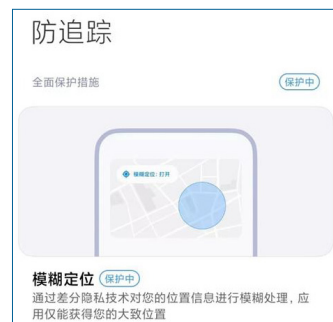 防追踪
全面保护措施 保护中
模糊定位：打开
模糊定位 保护中
通过差分隐私技术对您的位置信息进行模糊处理，应
用仅能获得您的大致位置